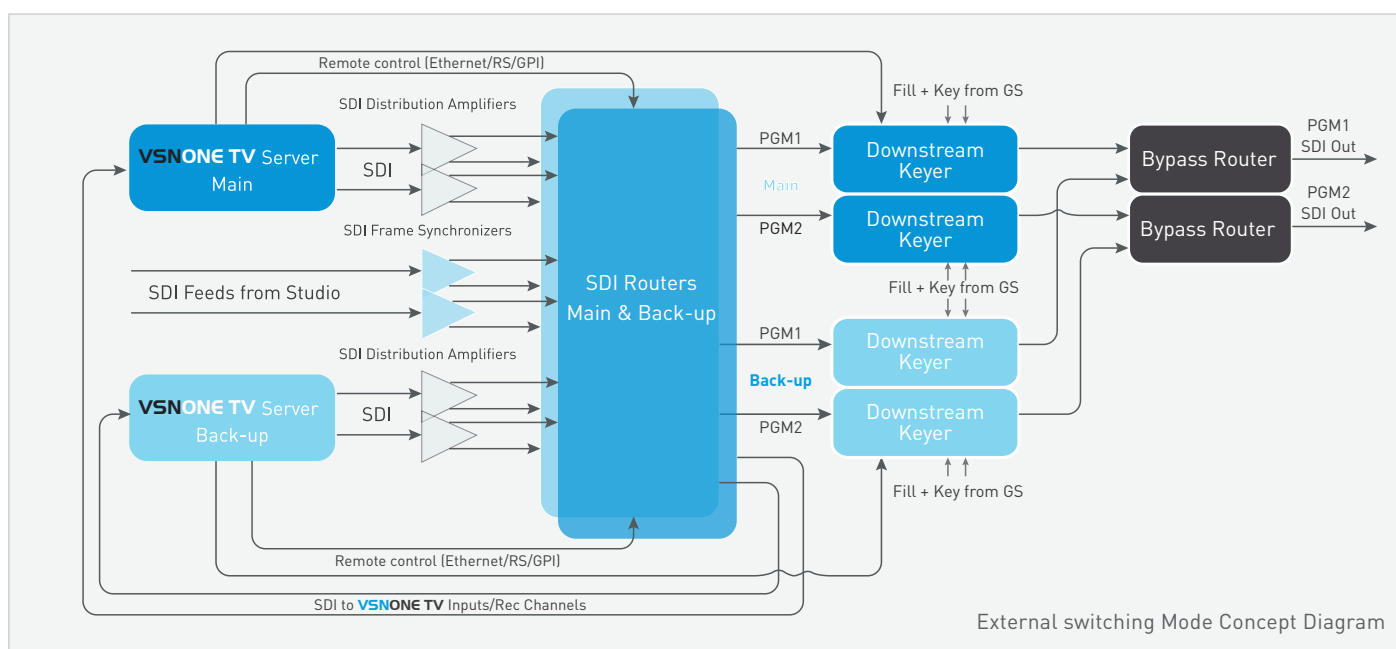 Remote control (Ethernet/RS/GPI)
SDI Distribution Amplifiers
VSNONE TV Server
Main
SDI
SDI Frame Synchronizers
SDI Feeds from Studio
SDI Distribution Amplifiers
VSNONE TV Server
Back-up
SDI
Remote control (Ethernet/RS/GPI)
SDI to VSNONE TV Inputs/Rec Channels
SDI Routers
Main & Back-up
PGM1
Main
PGM2
PGM1
Back-up
PGM2
Fill + Key from GS
Downstream
Keyer
Downstream
Keyer
Fill + Key from GS
Downstream
Keyer
Downstream
Keyer
Fill + Key from GS
Bypass Router
Bypass Router
PGM1
SDI Out
PGM2
SDI Out
External switching Mode Concept Diagram